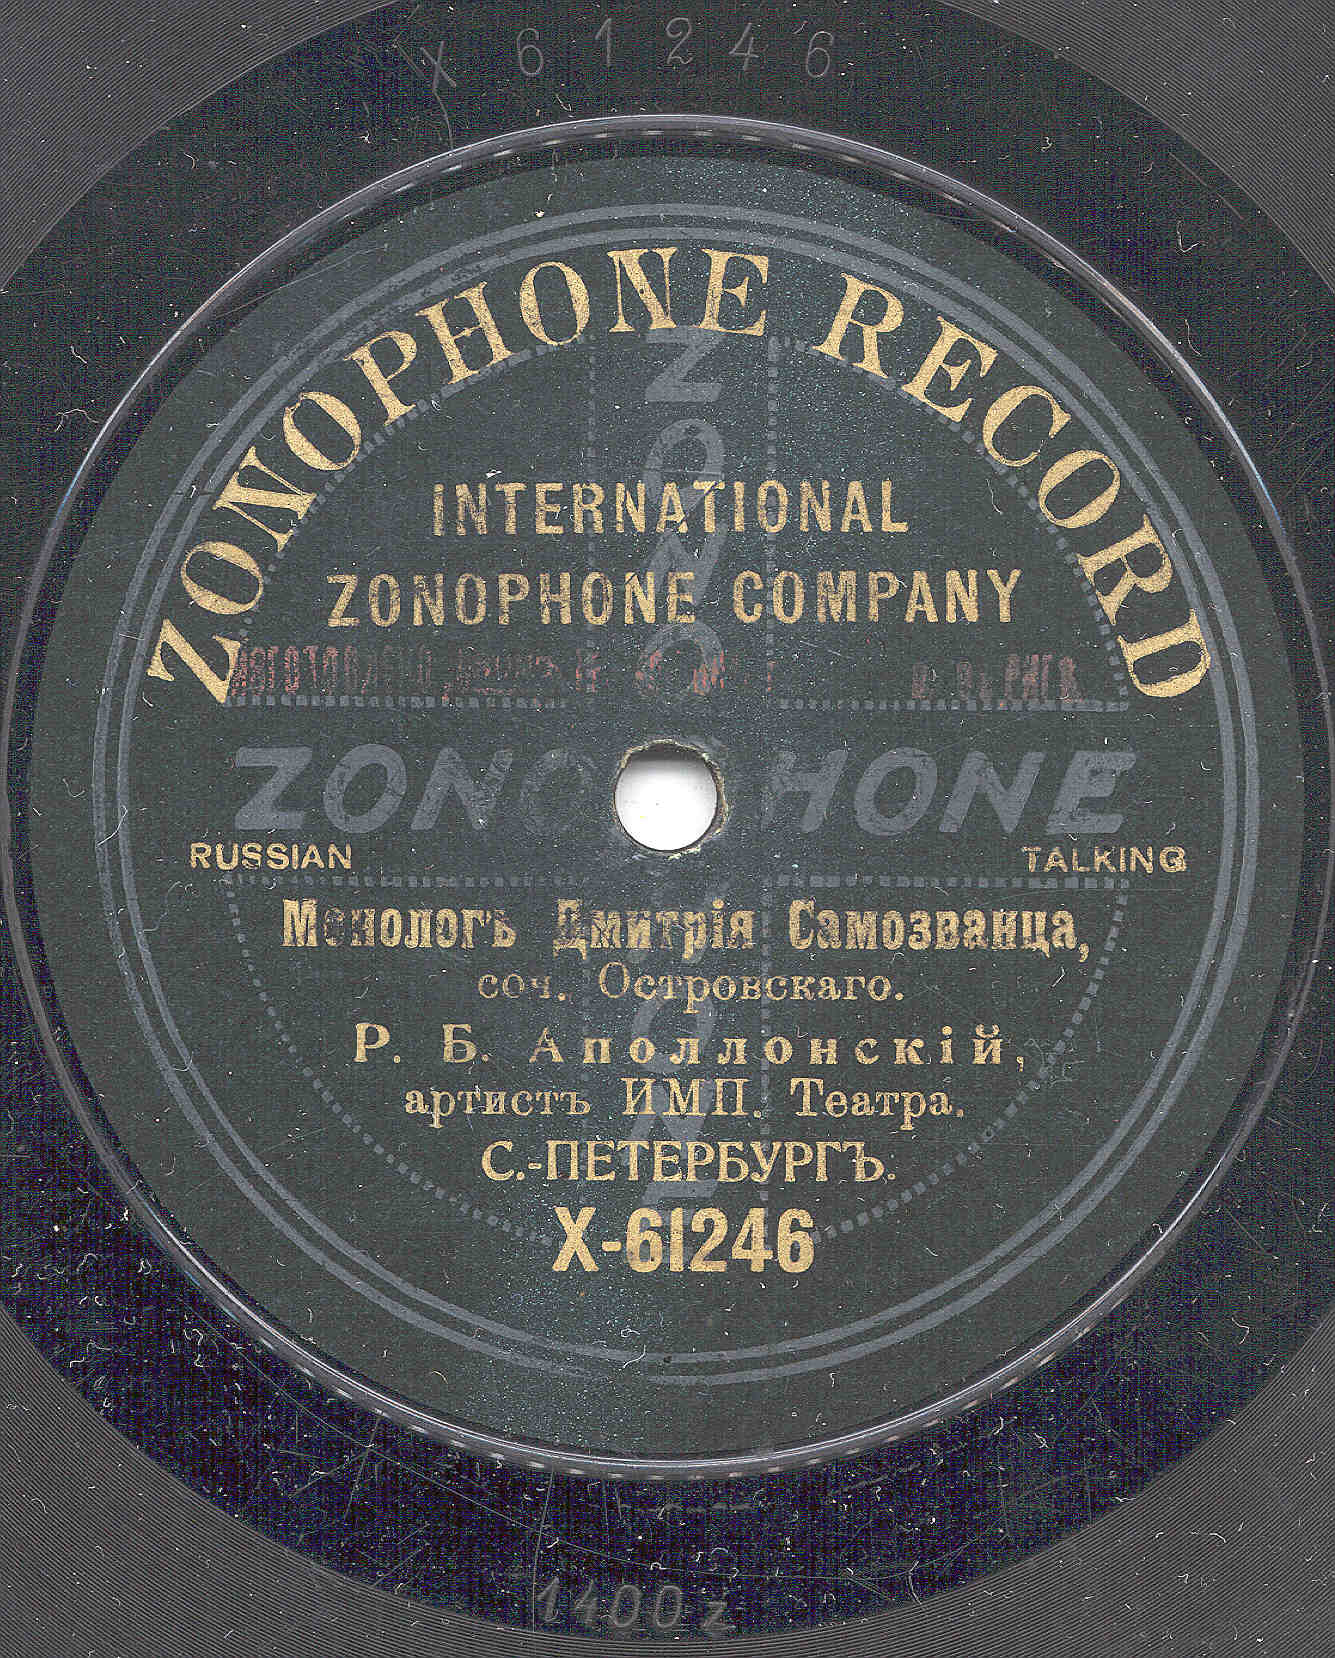 X 61246
ZONOPHONE RECORD
INTERNATIONAL
ZONOPHONE COMPANY
ZONOPHONE
RUSSIAN TALKING
Монологъ Дмитрія Самозванца,
соч. Островскаго.
Р. Б. Аполлонскій,
артистъ ИМП. Театра.
С.-ПЕТЕРБУРГЪ.
X-61246
1400z